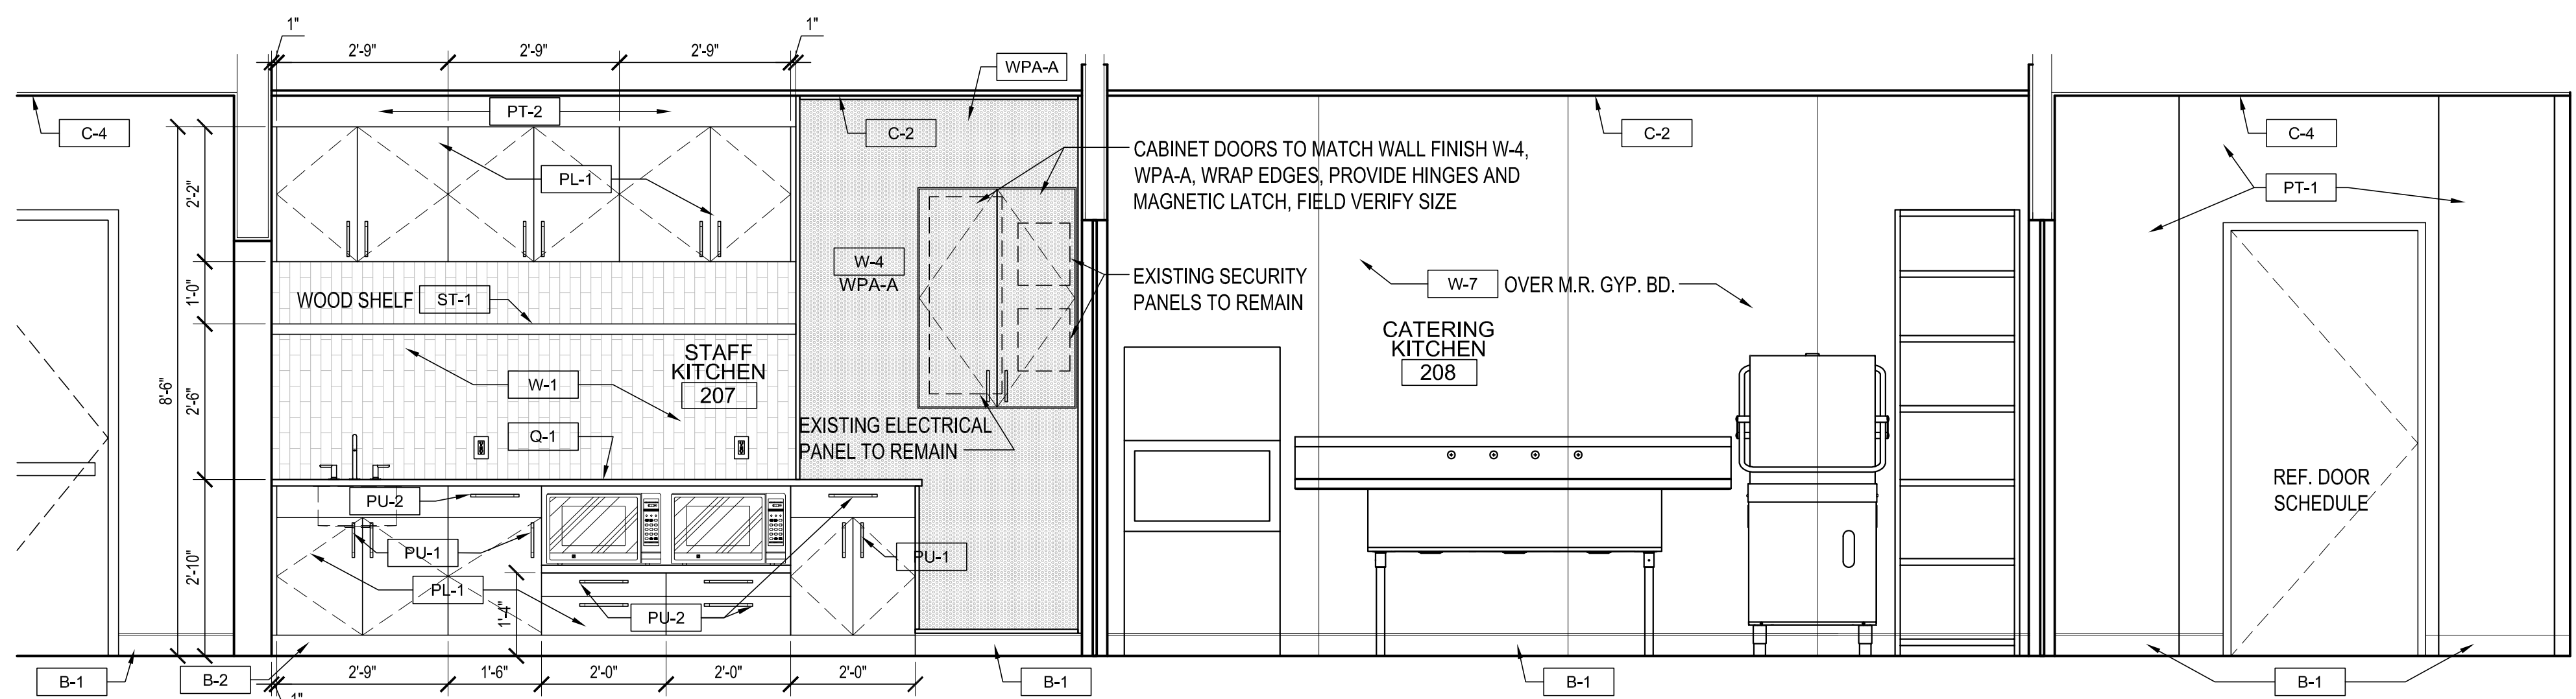 1"
1"
2'-9"
2'-9"
2'-9"
WPA-A
PT-2
C-4
C-2
C-2
C-4
CABINET DOORS TO MATCH WALL FINISH W-4,
WPA-A, WRAP EDGES, PROVIDE HINGES AND
MAGNETIC LATCH, FIELD VERIFY SIZE
PL-1
PT-1
2'-2"
W-4
WPA-A
EXISTING SECURITY
PANELS TO REMAIN
W-7 OVER M.R. GYP. BD.
WOOD SHELF ST-1
1'-0"
CATERING
KITCHEN
208
STAFF
KITCHEN
207
W-1
8'-6"
2'-6"
EXISTING ELECTRICAL
PANEL TO REMAIN
Q-1
REF. DOOR
SCHEDULE
PU-2
PU-1
PU-1
2'-10"
PL-1
1'-4"
PU-2
B-1
B-2
2'-9"
1'-6"
2'-0"
2'-0"
2'-0"
B-1
B-1
B-1
1"